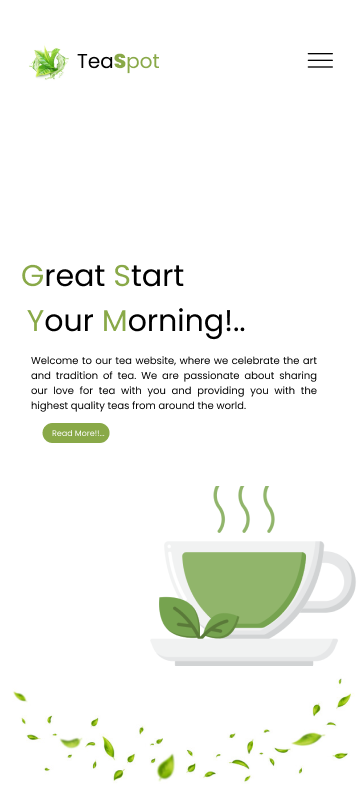 TeaSpot
Great Start
Your Morning!..
Welcome to our tea website, where we celebrate the art
and tradition of tea. We are passionate about sharing
our love for tea with you and providing you with the
highest quality teas from around the world.
Read More!!..